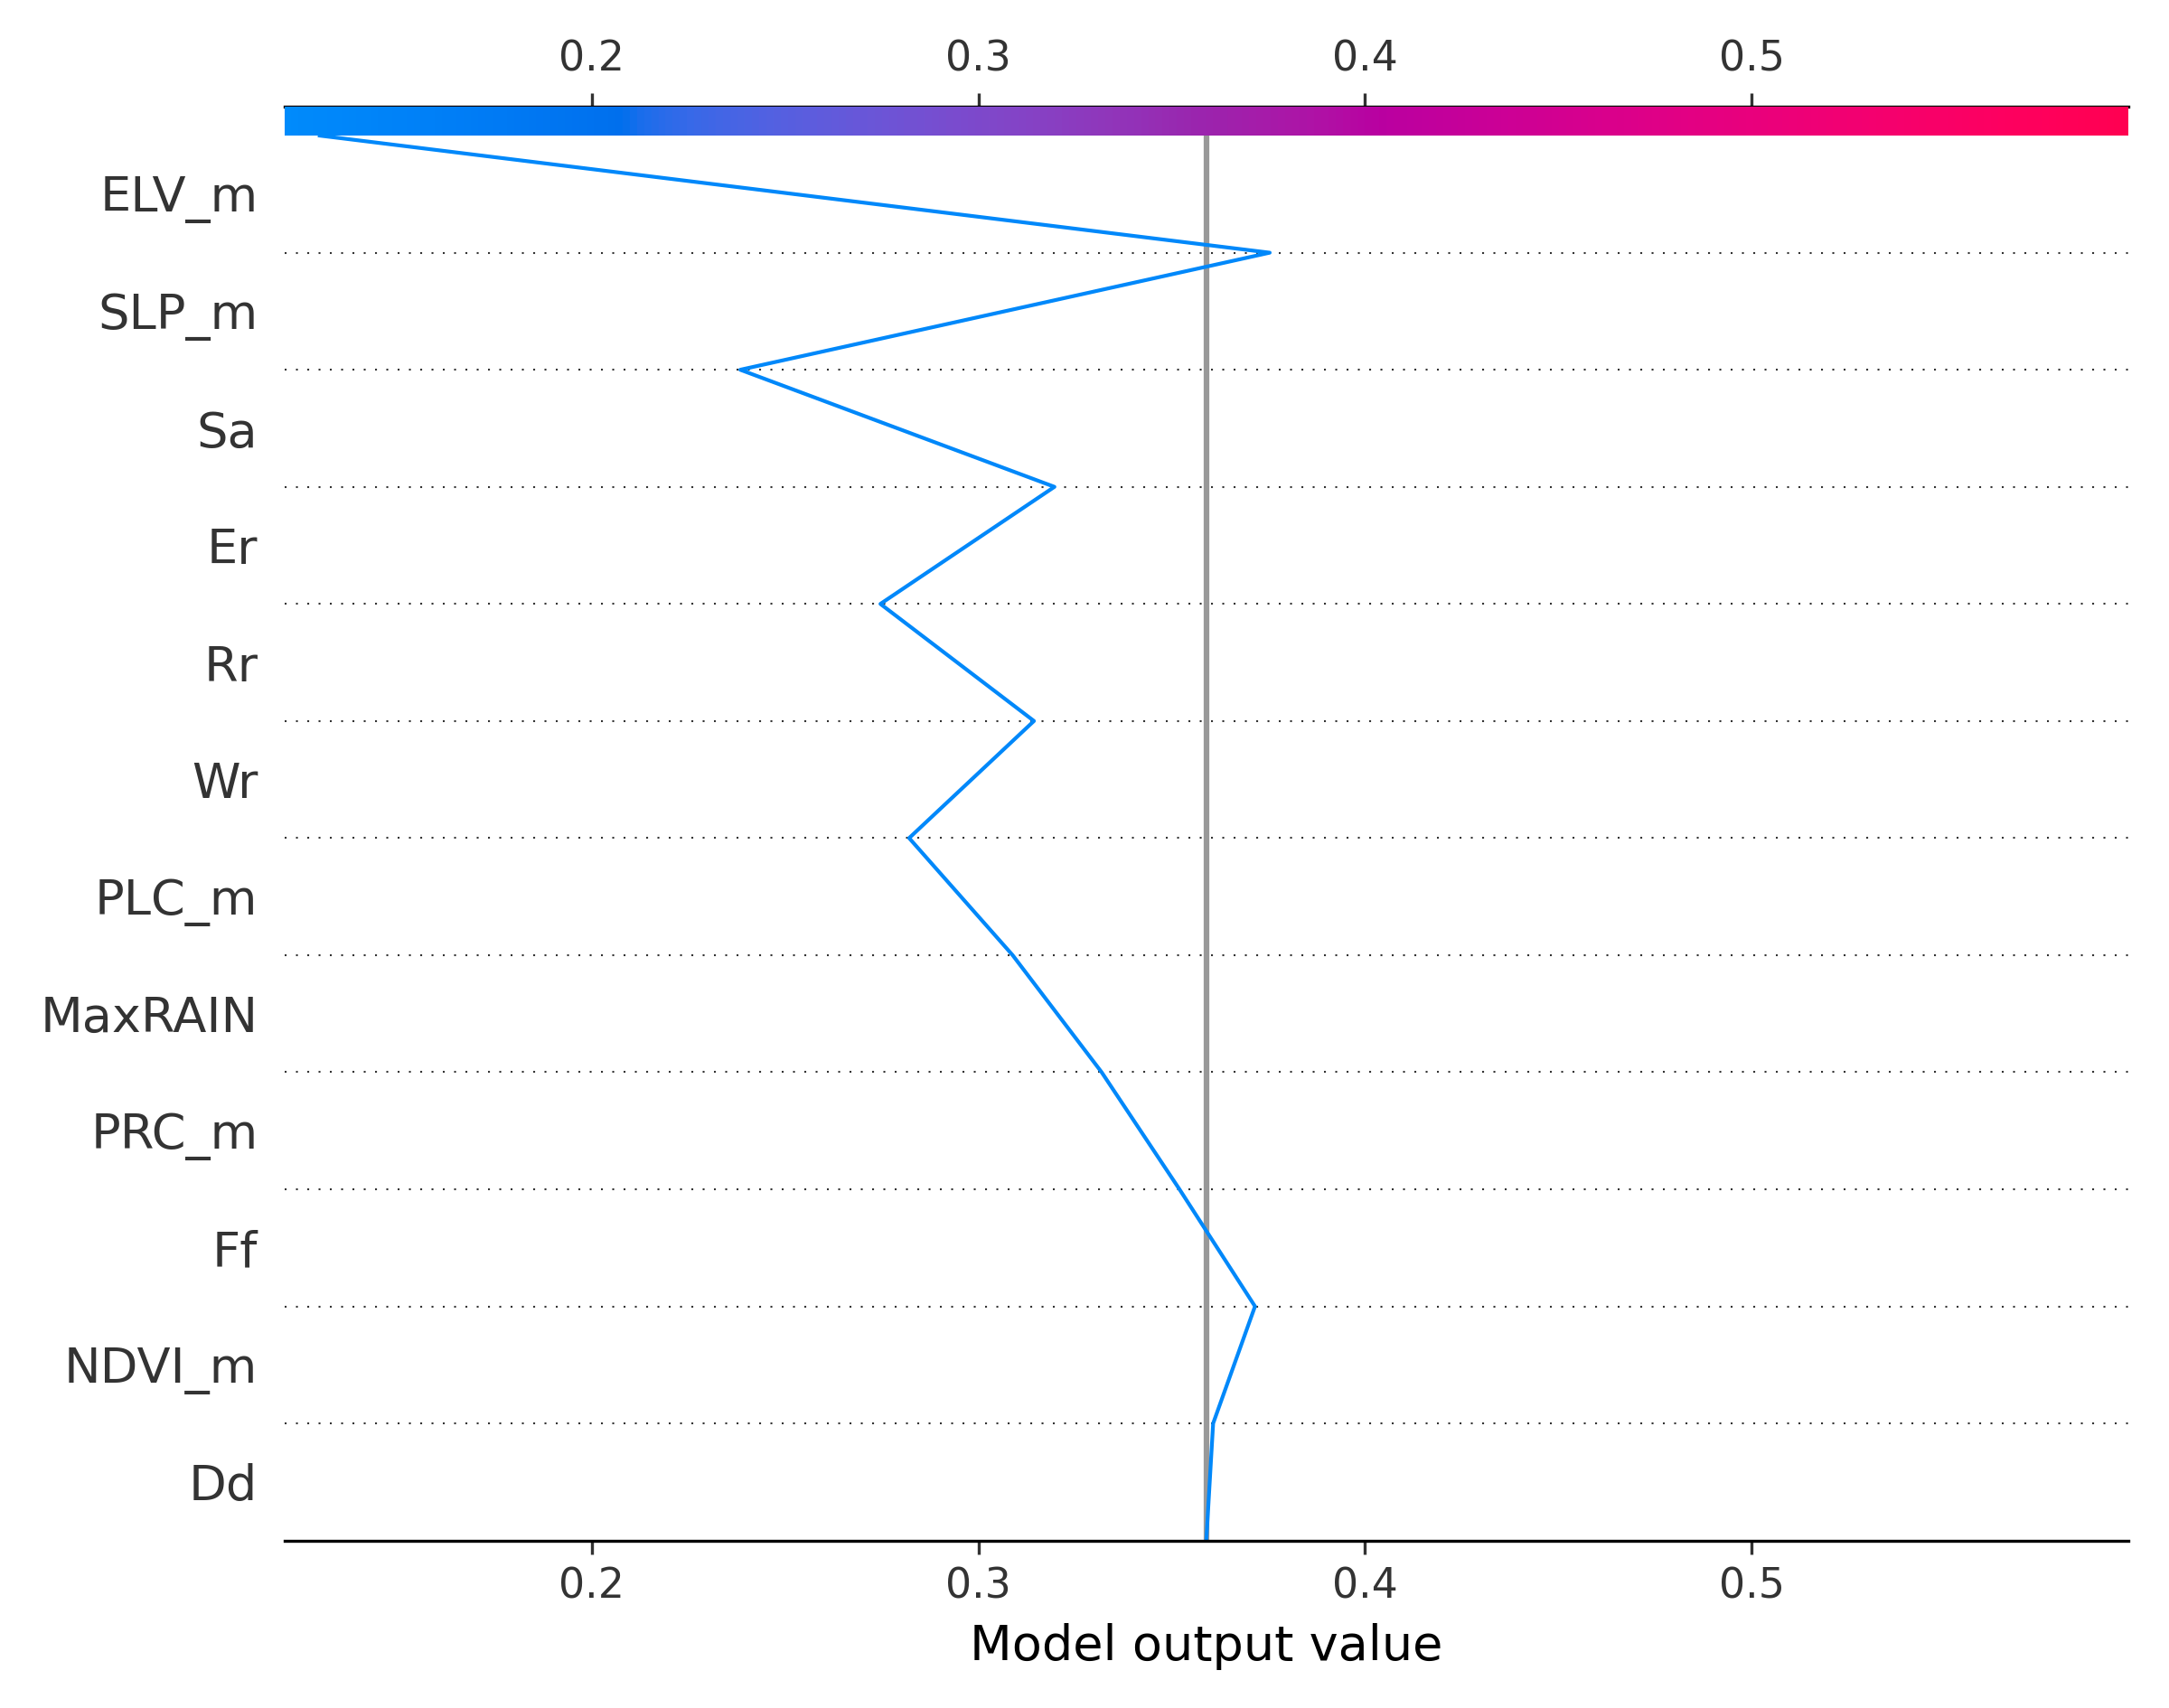 0.2 0.3 0.4 0.5
ELV_m
SLP_m
Sa
Er
Rr
Wr
PLC_m
MaxRAIN
PRC_m
Ff
NDVI_m
Dd
0.2 0.3 0.4 0.5
Model output value